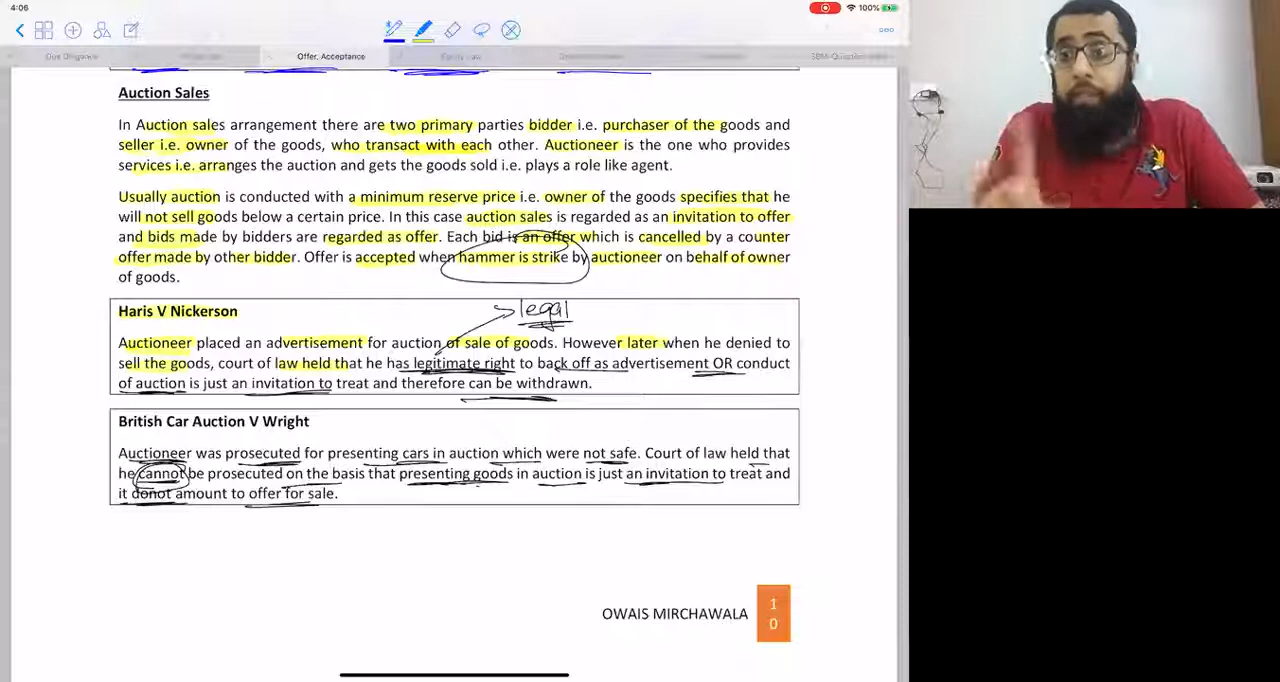 4:06
100%
Due Diligence
Offer, Acceptance
Equity Law
Auction Sales
In Auction sales arrangement there are two primary parties bidder i.e. purchaser of the goods and
seller i.e. owner of the goods, who transact with each other. Auctioneer is the one who provides
services i.e. arranges the auction and gets the goods sold i.e. plays a role like agent.
Usually auction is conducted with a minimum reserve price i.e. owner of the goods specifies that he
will not sell goods below a certain price. In this case auction sales is regarded as an invitation to offer
and bids made by bidders are regarded as offer. Each bid is an offer which is cancelled by a counter
offer made by other bidder. Offer is accepted when hammer is strike by auctioneer on behalf of owner
of goods.
Haris V Nickerson
legal
Auctioneer placed an advertisement for auction of sale of goods. However later when he denied to
sell the goods, court of law held that he has legitimate right to back off as advertisement OR conduct
of auction is just an invitation to treat and therefore can be withdrawn.
British Car Auction V Wright
Auctioneer was prosecuted for presenting cars in auction which were not safe. Court of law held that
he cannot be prosecuted on the basis that presenting goods in auction is just an invitation to treat and
it donot amount to offer for sale.
OWAIS MIRCHAWALA
1
0